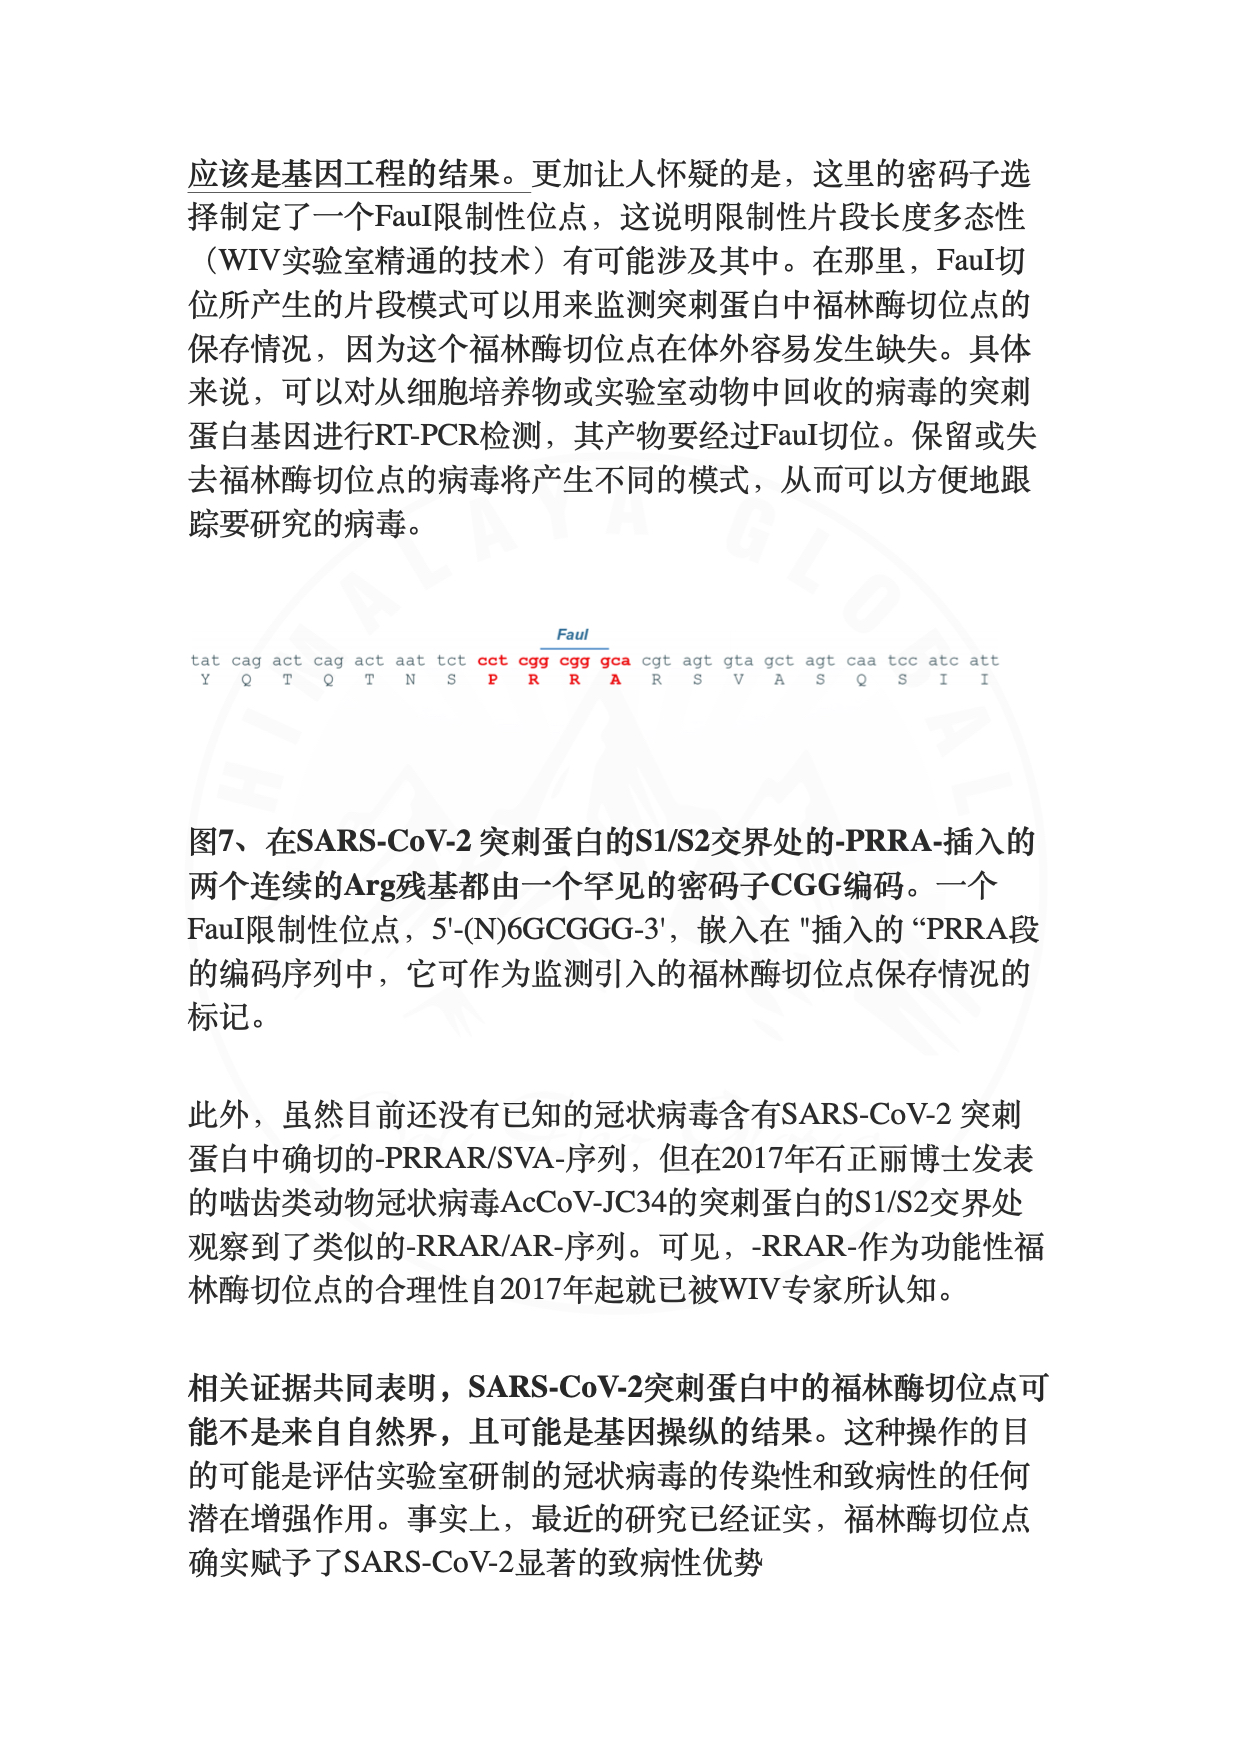 应该是基因工程的结果。更加让人怀疑的是，这里的密码子选
择制定了一个FauI限制性位点，这说明限制性片段长度多态性
（WIV实验室精通的技术）有可能涉及其中。在那里，FauI切
位所产生的片段模式可以用来监测突刺蛋白中福林酶切位点的
保存情况，因为这个福林酶切位点在体外容易发生缺失。具体
来说，可以对从细胞培养物或实验室动物中回收的病毒的突刺
蛋白基因进行RT-PCR检测，其产物要经过FauI切位。保留或失
去福林酶切位点的病毒将产生不同的模式，从而可以方便地跟
踪要研究的病毒。
HIMALAYA GLOBAL
FauI
tat cag act cag act aat tct cct cgg cgg gca cgt agt gta gct agt caa tcc atc att
Y Q T Q T N S P R R A R S V A S Q S I I
图7、在SARS-CoV-2 突刺蛋白的S1/S2交界处的-PRRA-插入的
两个连续的Arg残基都由一个罕见的密码子CGG编码。一个
FauI限制性位点，5'-(N)6GCGGG-3'，嵌入在 "插入的 “PRRA段
的编码序列中，它可作为监测引入的福林酶切位点保存情况的
标记。
此外，虽然目前还没有已知的冠状病毒含有SARS-CoV-2 突刺
蛋白中确切的-PRRAR/SVA-序列，但在2017年石正丽博士发表
的啮齿类动物冠状病毒AcCoV-JC34的突刺蛋白的S1/S2交界处
观察到了类似的-RRAR/AR-序列。可见，-RRAR-作为功能性福
林酶切位点的合理性自2017年起就已被WIV专家所认知。
相关证据共同表明，SARS-CoV-2突刺蛋白中的福林酶切位点可
能不是来自自然界，且可能是基因操纵的结果。这种操作的目
的可能是评估实验室研制的冠状病毒的传染性和致病性的任何
潜在增强作用。事实上，最近的研究已经证实，福林酶切位点
确实赋予了SARS-CoV-2显著的致病性优势